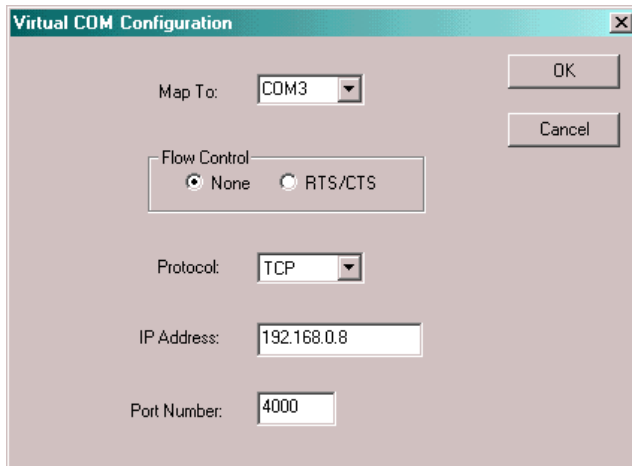 Virtual COM Configuration
Map To: COM3
OK
Cancel
Flow Control
None RTS/CTS
Protocol: TCP
IP Address: 192.168.0.8
Port Number: 4000